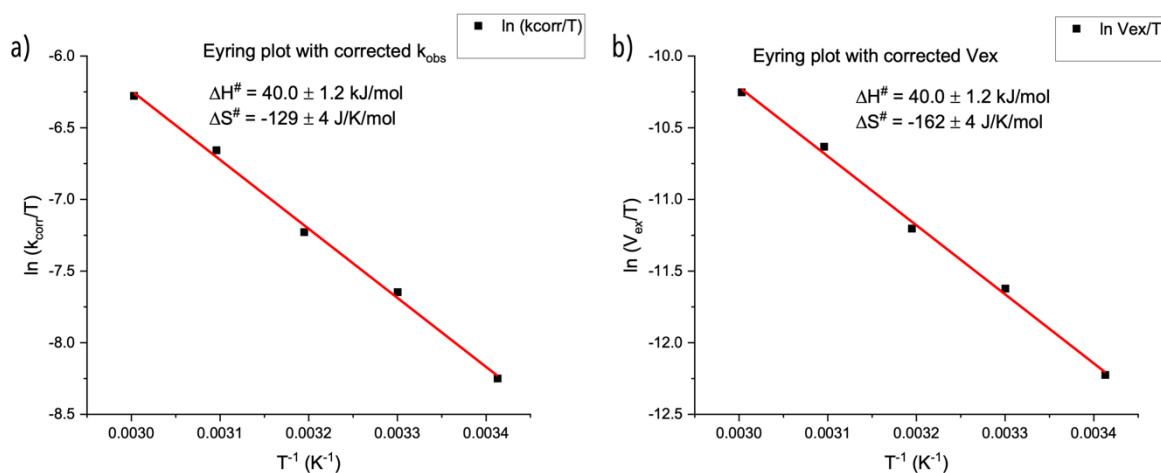 a)
ln (kcorr/T)
Eyring plot with corrected kobs
ΔH# = 40.0 ± 1.2 kJ/mol
ΔS# = -129 ± 4 J/K/mol
-6.0
-6.5
-7.0
-7.5
-8.0
-8.5
ln (kcorr/T)
0.0030 0.0031 0.0032 0.0033 0.0034
T-1 (K-1)
b)
ln Vex/T
Eyring plot with corrected Vex
ΔH# = 40.0 ± 1.2 kJ/mol
ΔS# = -162 ± 4 J/K/mol
-10.0
-10.5
-11.0
-11.5
-12.0
-12.5
ln (Vex/T)
0.0030 0.0031 0.0032 0.0033 0.0034
T-1 (K-1)